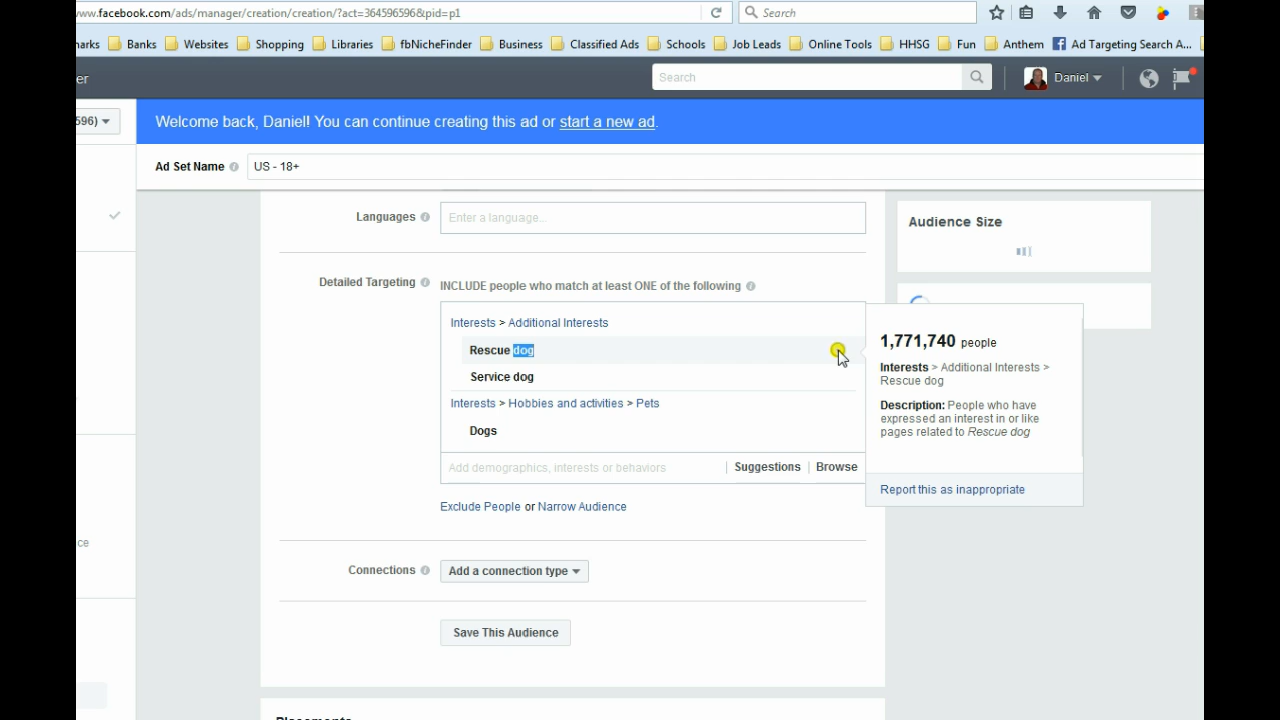 www.facebook.com/ads/manager/creation/creation/?act=364596596&pid=p1
Search
marks Banks Websites Shopping Libraries fbNicheFinder Business Classified Ads Schools Job Leads Online Tools HHSG Fun Anthem Ad Targeting Search A...
er Search Daniel
596)
Welcome back, Daniel! You can continue creating this ad or start a new ad.
Ad Set Name US - 18+
Languages Enter a language...
Audience Size
Detailed Targeting INCLUDE people who match at least ONE of the following
Interests > Additional Interests
Rescue dog
Service dog
Interests > Hobbies and activities > Pets
Dogs
Add demographics, interests or behaviors Suggestions Browse
Exclude People or Narrow Audience
1,771,740 people
Interests > Additional Interests >
Rescue dog
Description: People who have
expressed an interest in or like
pages related to Rescue dog
Report this as inappropriate
ce
Connections Add a connection type
Save This Audience
Placements